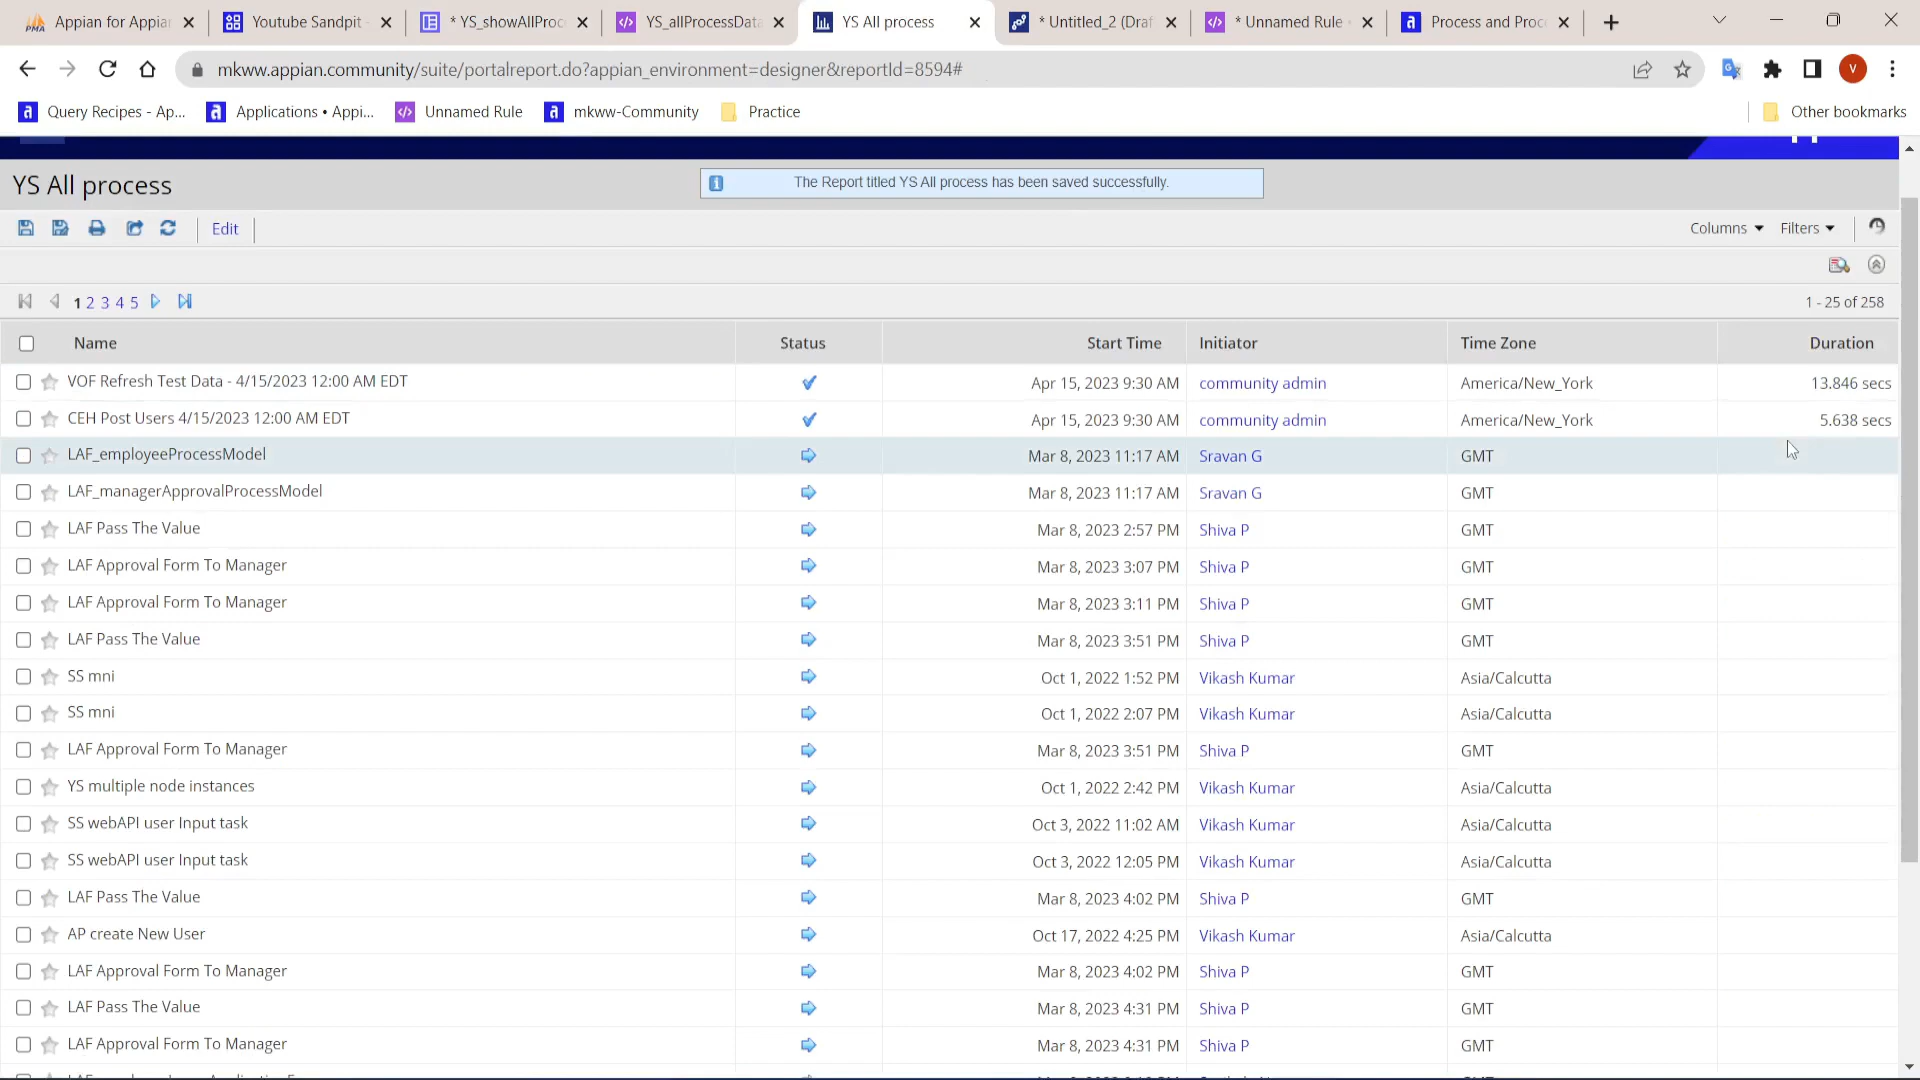 Appian for Appian
Youtube Sandpit -
* YS_showAllProc
YS_allProcessData
YS All process
* Untitled_2 (Draf
* Unnamed Rule
Process and Proc
mkww.appian.community/suite/portalreport.do?appian_environment=designer&reportId=8594#
V
Query Recipes - Ap...
Applications • Appi...
Unnamed Rule
mkww-Community
Practice
Other bookmarks
YS All process
The Report titled YS All process has been saved successfully.
Edit
Columns
Filters
1 2 3 4 5
1 - 25 of 258
Name Status Start Time Initiator Time Zone Duration
VOF Refresh Test Data - 4/15/2023 12:00 AM EDT Apr 15, 2023 9:30 AM community admin America/New_York 13.846 secs
CEH Post Users 4/15/2023 12:00 AM EDT Apr 15, 2023 9:30 AM community admin America/New_York 5.638 secs
LAF_employeeProcessModel Mar 8, 2023 11:17 AM Sravan G GMT
LAF_managerApprovalProcessModel Mar 8, 2023 11:17 AM Sravan G GMT
LAF Pass The Value Mar 8, 2023 2:57 PM Shiva P GMT
LAF Approval Form To Manager Mar 8, 2023 3:07 PM Shiva P GMT
LAF Approval Form To Manager Mar 8, 2023 3:11 PM Shiva P GMT
LAF Pass The Value Mar 8, 2023 3:51 PM Shiva P GMT
SS mni Oct 1, 2022 1:52 PM Vikash Kumar Asia/Calcutta
SS mni Oct 1, 2022 2:07 PM Vikash Kumar Asia/Calcutta
LAF Approval Form To Manager Mar 8, 2023 3:51 PM Shiva P GMT
YS multiple node instances Oct 1, 2022 2:42 PM Vikash Kumar Asia/Calcutta
SS webAPI user Input task Oct 3, 2022 11:02 AM Vikash Kumar Asia/Calcutta
SS webAPI user Input task Oct 3, 2022 12:05 PM Vikash Kumar Asia/Calcutta
LAF Pass The Value Mar 8, 2023 4:02 PM Shiva P GMT
AP create New User Oct 17, 2022 4:25 PM Vikash Kumar Asia/Calcutta
LAF Approval Form To Manager Mar 8, 2023 4:02 PM Shiva P GMT
LAF Pass The Value Mar 8, 2023 4:31 PM Shiva P GMT
LAF Approval Form To Manager Mar 8, 2023 4:31 PM Shiva P GMT